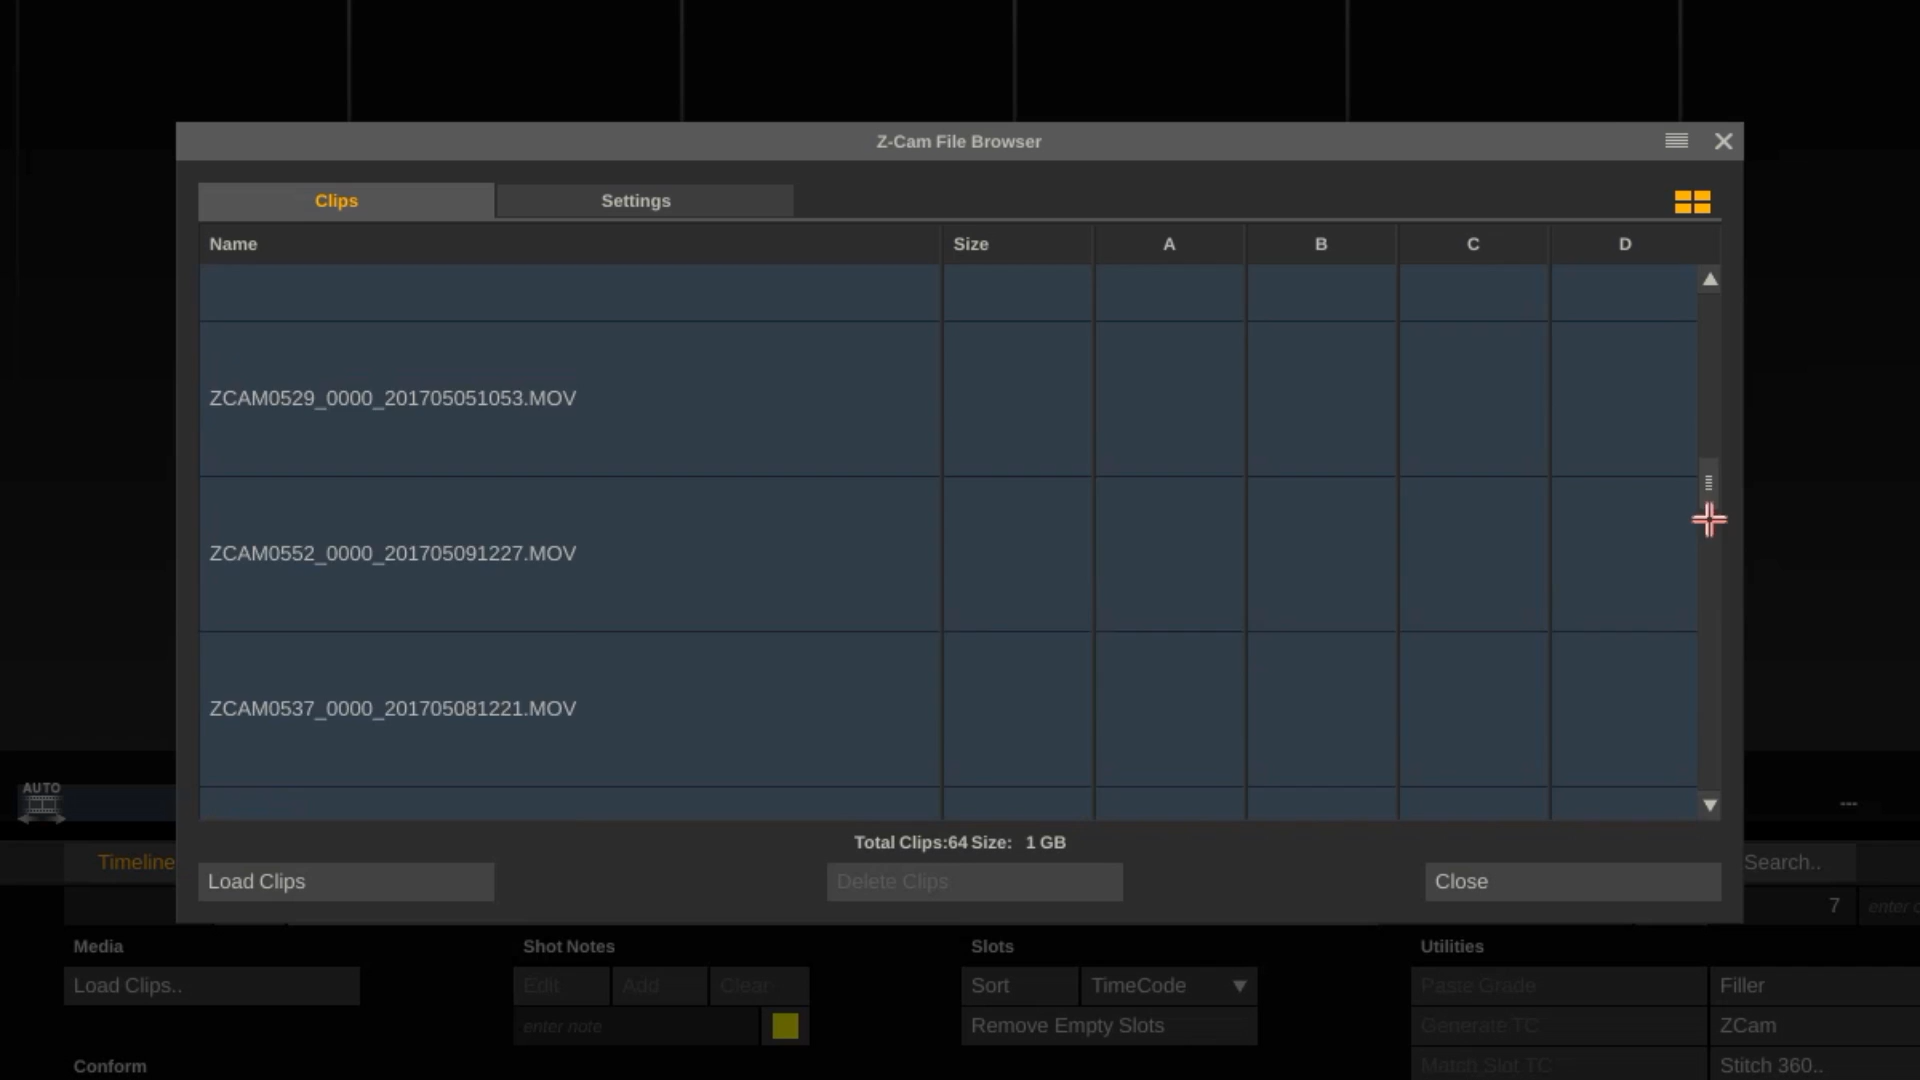 Z-Cam File Browser
Clips
Settings
Name
Size
A
B
C
D
ZCAM0529_0000_201705051053.MOV
ZCAM0552_0000_201705091227.MOV
ZCAM0537_0000_201705081221.MOV
AUTO
---
Total Clips:64 Size: 1 GB
Timeline
Load Clips
Delete Clips
Close
Search..
7
enter
Media
Shot Notes
Slots
Utilities
Load Clips..
Edit
Add
Clear
Sort
TimeCode
Paste Grade
Filler
enter note
Remove Empty Slots
Generate TC
ZCam
Conform
Match Slot TC
Stitch 360..